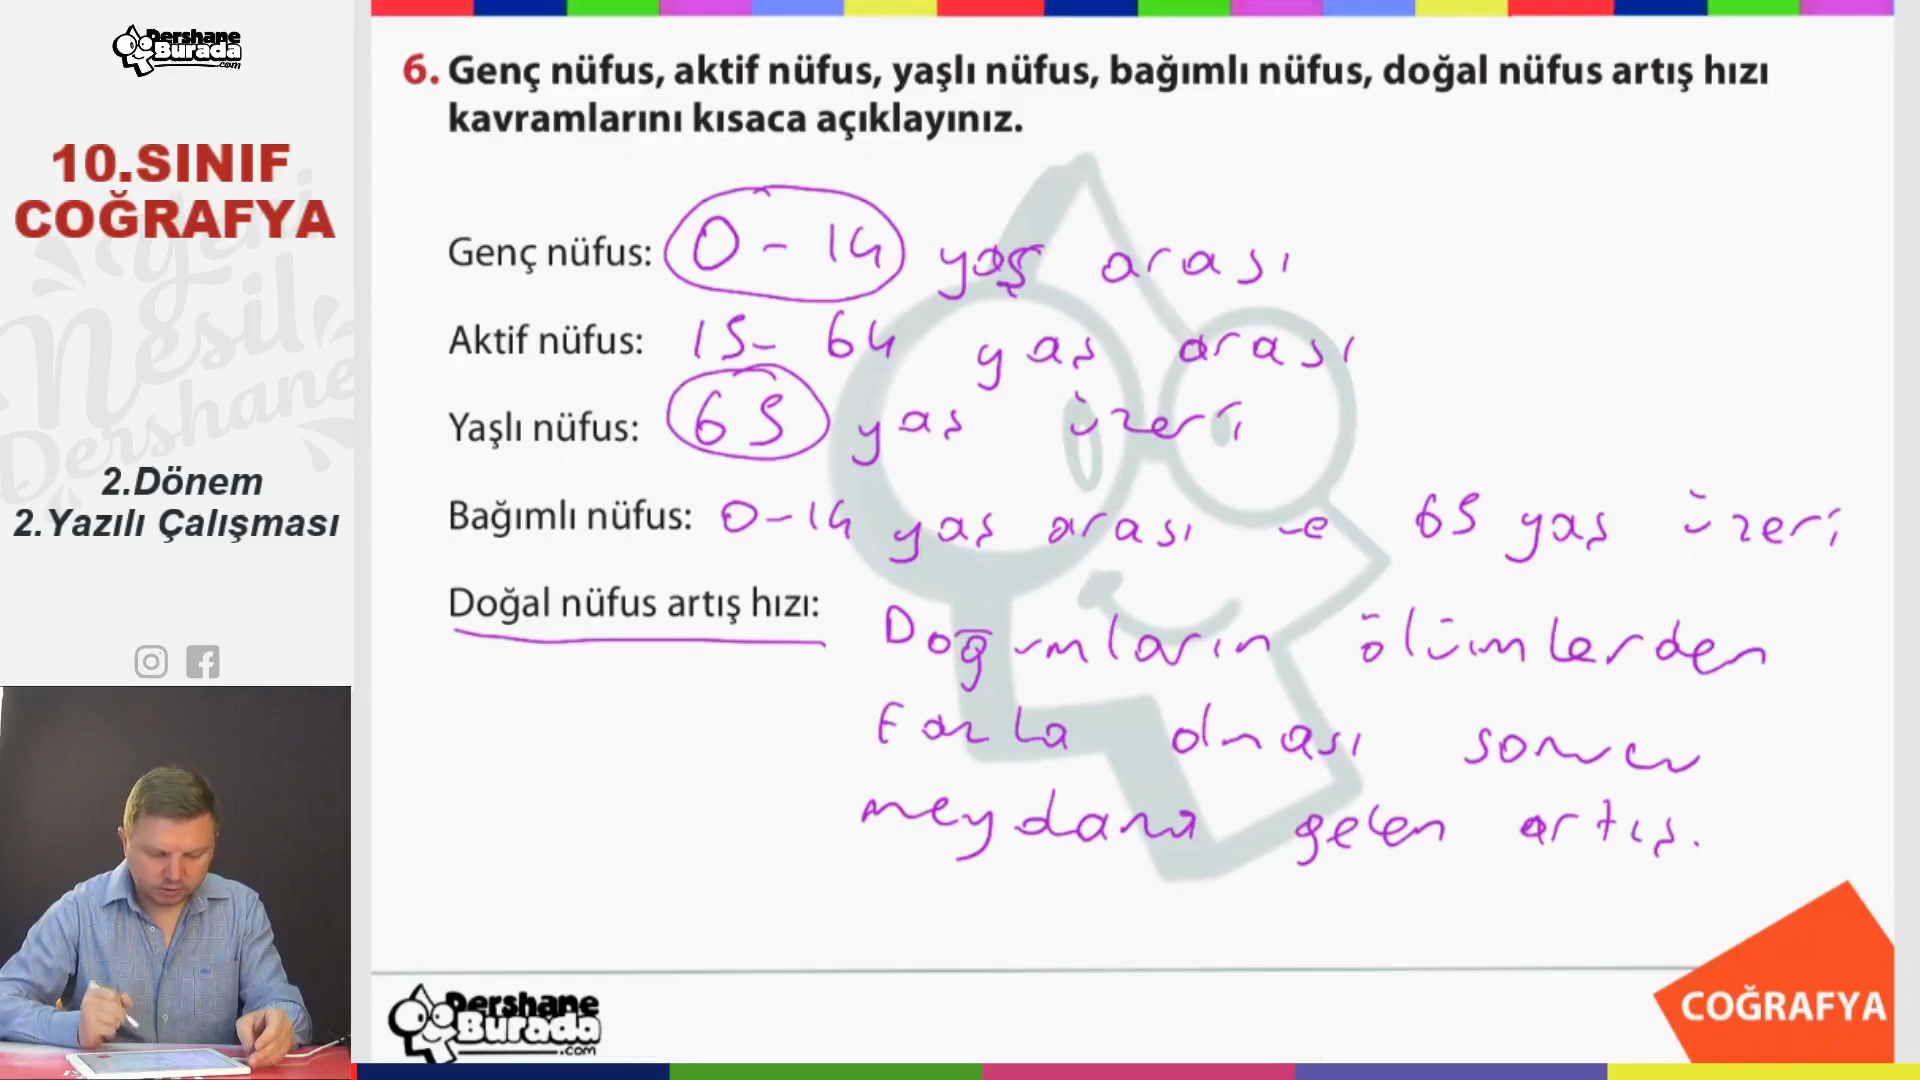 Dershane
Burada
.com
10.SINIF
COĞRAFYA
Yeni
Nesil
Dershane
2.Dönem
2.Yazılı Çalışması
6. Genç nüfus, aktif nüfus, yaşlı nüfus, bağımlı nüfus, doğal nüfus artış hızı
kavramlarını kısaca açıklayınız.
Genç nüfus: 0-14 yaş arası
Aktif nüfus: 15-64 yaş arası
Yaşlı nüfus: 65 yaş üzeri
Bağımlı nüfus: 0-14 yaş arası ve 65 yaş üzeri
Doğal nüfus artış hızı: Doğumların ölümlerden
fazla olması sonucu
meydana gelen artış.
Dershane
Burada
.com
COĞRAFYA